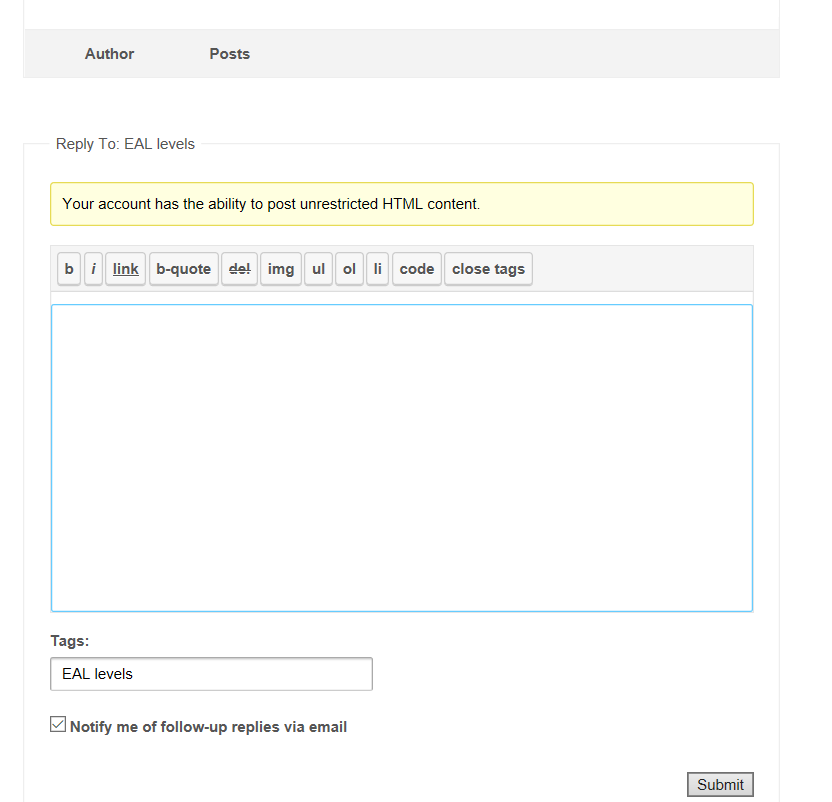 Author Posts
Reply To: EAL levels
Your account has the ability to post unrestricted HTML content.
b i link b-quote del img ul ol li code close tags
Tags:
EAL levels
Notify me of follow-up replies via email
Submit